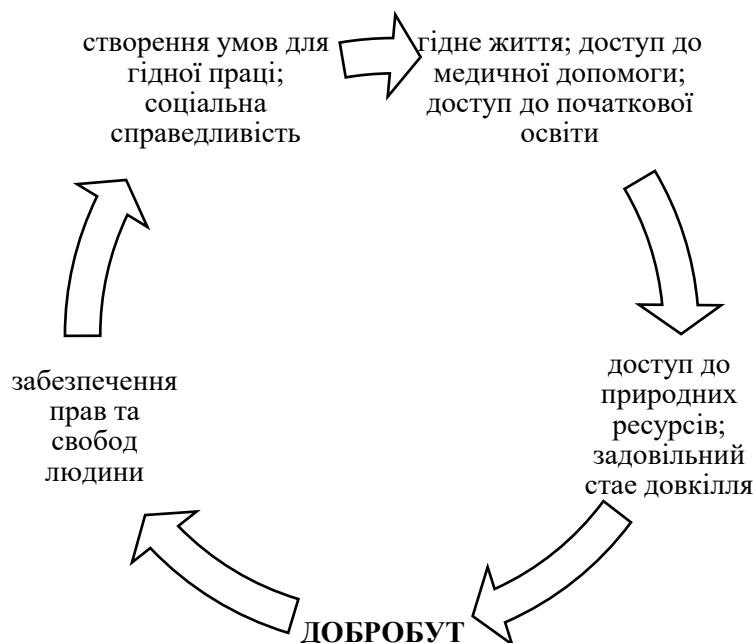 створення умов для
гідної праці;
соціальна
справедливість
гідне життя; доступ до
медичної допомоги;
доступ до початкової
освіти
доступ до
природних
ресурсів;
задовільний
стає довкілля
ДОБРОБУТ
забезпечення
прав та
свобод
людини